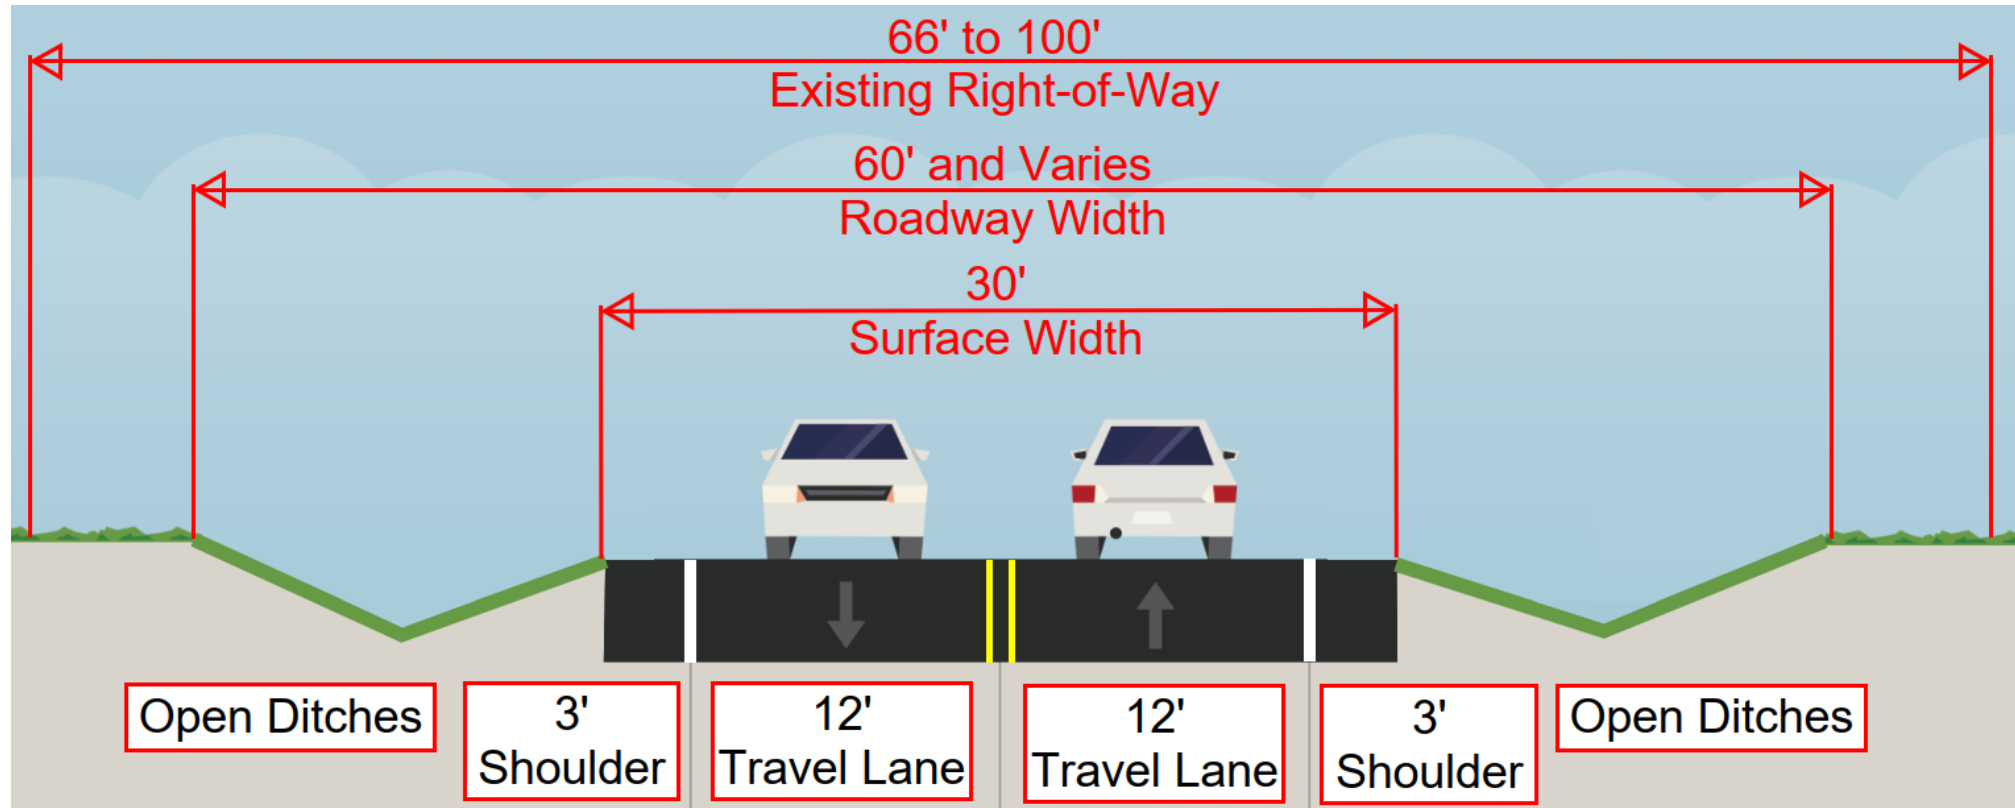 66' to 100'
Existing Right-of-Way
60' and Varies
Roadway Width
30'
Surface Width
Open Ditches
3'
Shoulder
12'
Travel Lane
12'
Travel Lane
3'
Shoulder
Open Ditches